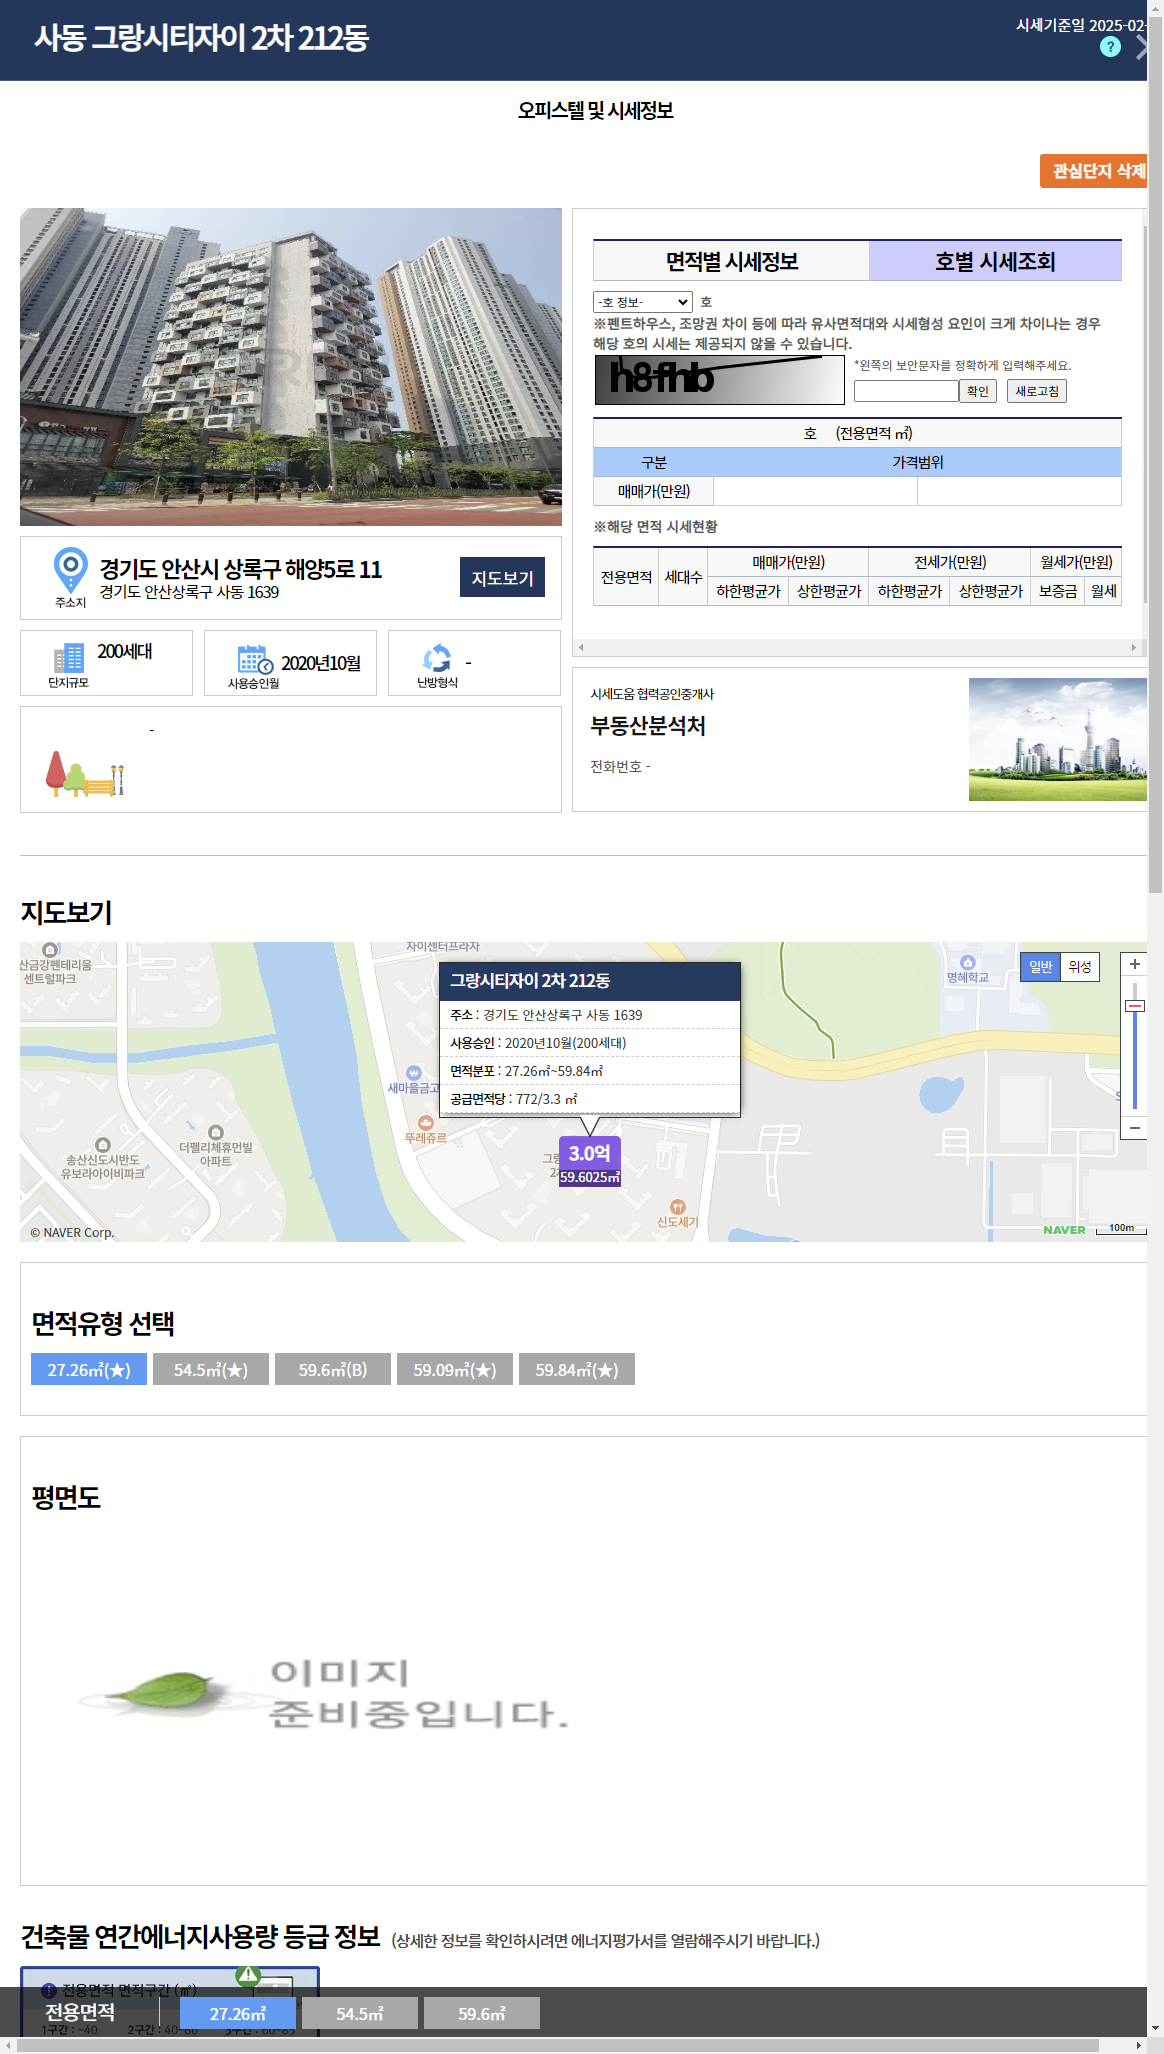 사동 그랑시티자이 2차 212동
시세기준일 2025-02-
?
오피스텔 및 시세정보
관심단지 삭제
면적별 시세정보 호별 시세조회
-호 정보- 호
※펜트하우스, 조망권 차이 등에 따라 유사면적대와 시세형성 요인이 크게 차이나는 경우
해당 호의 시세는 제공되지 않을 수 있습니다.
h8fhb
*왼쪽의 보안문자를 정확하게 입력해주세요.
확인 새로고침
호 (전용면적 ㎡)
구분 가격범위
매매가(만원)
※해당 면적 시세현황
전용면적 세대수 매매가(만원) 전세가(만원) 월세가(만원)
하한평균가 상한평균가 하한평균가 상한평균가 보증금 월세
주소지
경기도 안산시 상록구 해양5로 11
경기도 안산상록구 사동 1639
지도보기
단지규모 200세대
사용승인월 2020년10월
난방형식 -
-
시세도움 협력공인중개사
부동산분석처
전화번호 -
지도보기
자이센터프라자
산금강펜테리움
센트럴파크
명혜학교
일반 위성
그랑시티자이 2차 212동
주소 : 경기도 안산상록구 사동 1639
사용승인 : 2020년10월(200세대)
면적분포 : 27.26㎡~59.84㎡
공급면적당 : 772/3.3 ㎡
새마을금고
뚜레쥬르
더펠리체휴먼빌
아파트
송산신도시반도
유보라아이비파크
3.0억
59.6025㎡
신도세기
© NAVER Corp.
NAVER
100m
면적유형 선택
27.26㎡(★) 54.5㎡(★) 59.6㎡(B) 59.09㎡(★) 59.84㎡(★)
평면도
이미지
준비중입니다.
건축물 연간에너지사용량 등급 정보 (상세한 정보를 확인하시려면 에너지평가서를 열람해주시기 바랍니다.)
전용면적 면적구간 (㎡)
전용면적 27.26㎡ 54.5㎡ 59.6㎡
1구간 : ~40 2구간 : 40~60 3구간 : 60~85